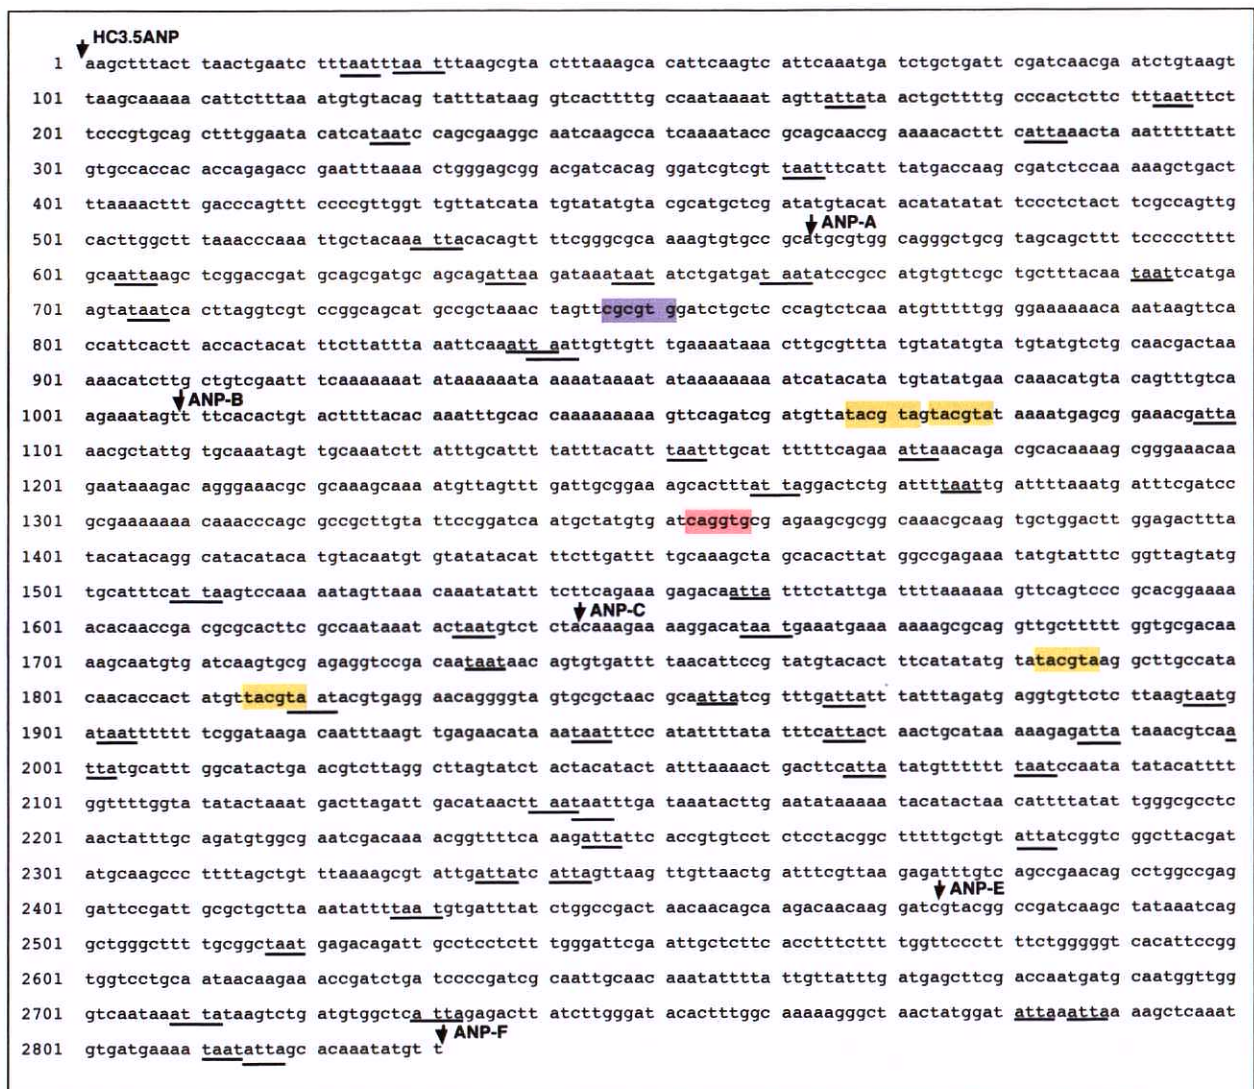 HC3.5ANP
1 aagctttact taactgaatc tttaatttaa tttaagcgta ctttaaagca cattcaagtc attcaaatga tctgctgatt cgatcaacga atctgtaagt
101 taagcaaaaa cattctttaa atgtgtacag tatttataag gtcacttttg ccaataaaat agttattata actgcttttg cccactcttc tttaatttct
201 tcccgtgcag ctttggaata catcataatc cagcgaaggc aatcaagcca tcaaaatacc gcagcaaccg aaaacacttt cattaaacta aatttttatt
301 gtgccaccac accagagacc gaatttaaaa ctgggagcgg acgatcacag ggatcgtcgt taatttcatt tatgaccaag cgatctccaa aaagctgact
401 ttaaaacttt gacccagttt ccccgttggt tgttatcata tgtatatgta cgcatgctcg atatgtacat acatatatat tccctctact tcgccagttg
ANP-A
501 cacttggctt taaacccaaa ttgctacaaa ttacacagtt ttcgggcgca aaagtgtgcc gcatgcgtgg cagggctgcg tagcagcttt tcccccttttt
601 gcaattaagc tcggaccgat gcagcgatgc agcagattaa gataaataat atctgatgat aatatccgcc atgtgttcgc tgctttacaa taattcatga
701 agtataatca cttaggtcgt ccggcagcat gccgctaaac tagttcgcgt ggatctgctc ccagtctcaa atgtttttgg ggaaaaaaca aataagttca
801 ccattcactt accactacat ttcttattta aattcaaatt aattgttgtt tgaaaataaa cttgcgttta tgtatatgta tgtatgtctg caacgactaa
901 aaacatcttg ctgtcgaatt tcaaaaaaat ataaaaaata aaaaataaaat ataaaaaaaa aatcatacata tgtatatgaa caaacatgta cagtttgtca
ANP-B
1001 agaaatagtt ttcacactgt acttttacac aaatttgcac caaaaaaaaa gttcagatcg atgttatacg tagtacgtat aaaatgagcg gaaacgatta
1101 aacgctattg tgcaaatagt tgcaaatctt atttgcattt tatttacatt taatttgcat ttttcagaa attaaacaga cgcacaaaag cgggaaacaa
1201 gaataaagac agggaaacgc gcaaagcaaa atgttagttt gattgcggaa agcactttat taggactctg attttaattg attttaaatg atttcgatcc
1301 gcgaaaaaaa caaacccagc gccgcttgta ttccggatca atgctatgtg atcaggtgcg agaagcgcgg caaacgcaag tgctggactt ggagacttta
1401 tacatacagg catacatata tgtacaatgt gtatatacat ttcttgattt tgcaaagcta gcacacttat ggccgagaaa tatgtatttc ggttagtatg
1501 tgcatttcat taagtccaaa aatagttaac caaatatatt tcttcagaaa gagacaatta tttctattga ttttaaaaaa gttcagtccc gcacggaaaa
ANP-C
1601 acacaaccga cgcgcacttc gccaataaat actaatgtct ctacaaagaa aaggacataa tgaaatgaaa aaaagcgcag gttgcttttt ggtgcgacaa
1701 aagcaatgtg atcaagtgcg agaggtccga caataataac cagtgtgattt taacattccg tatgtacactt tcatatatg tatacgtaag gcttgccata
1801 caacaccact atgttacgta atacgtgagg aacaggggta gtgcgctaac gcaattatcg tttgattatt tatttagatg aggtgttctc ttaagtaatg
1901 ataatttttt tcggataaga caatttaagt tgagaacata aataatttcc atattttatt tttcattact aactgcataa aaagagatta taaacgtcaa
2001 ttatgcattt ggcatactga acgtcttagg cttagtatct actacatact atttaaaact gacttcatta tatgtttttt taatccaata tatacatttt
2101 ggttttggta tatactaaat gacttagatt gacataactt aataatttga taaatacttg aatataaaaa tacatactaa cattttatat tgggcgcctc
2201 aactatttgc agatgtggcg aatcgacaaa acggttttca aagattattc accgtgtcct ctcctacggc tttttgctgt attatcggtc ggcttacgat
2301 atgcaagccc ttttagctgt ttaaaagcgt attgattatc attagttaag ttgttaactg atttcgttaa gagatttgtc agccgaacag cctggccgag
ANP-E
2401 gattccgatt gcgctgctta aatattttaat gtgatttat ctggccgact aacaacagca agacaacaag gatcgtacgg ccgatcaagc tataaatcag
2501 gctgggcttt tgcggctaat gagacagatt gcctcctctt tgggattcga attgctcttc acctttcttt tggttccctt ttctgggggt cacattccgg
2601 tggtcctgca ataacaagaa accgatctga tccccgatcg caattgcaac aaatatttta ttgttatttg atgagcttcg accaatgatg caatggttgg
2701 gtcaataaat tataagtctg atgtggctca ttagagactt atcttgggat acactttggc aaaaagggct aactatggat attaaattaa aagctcaaat
ANP-F
2801 gtgatgaaaa taatattagc acaaatatgt t